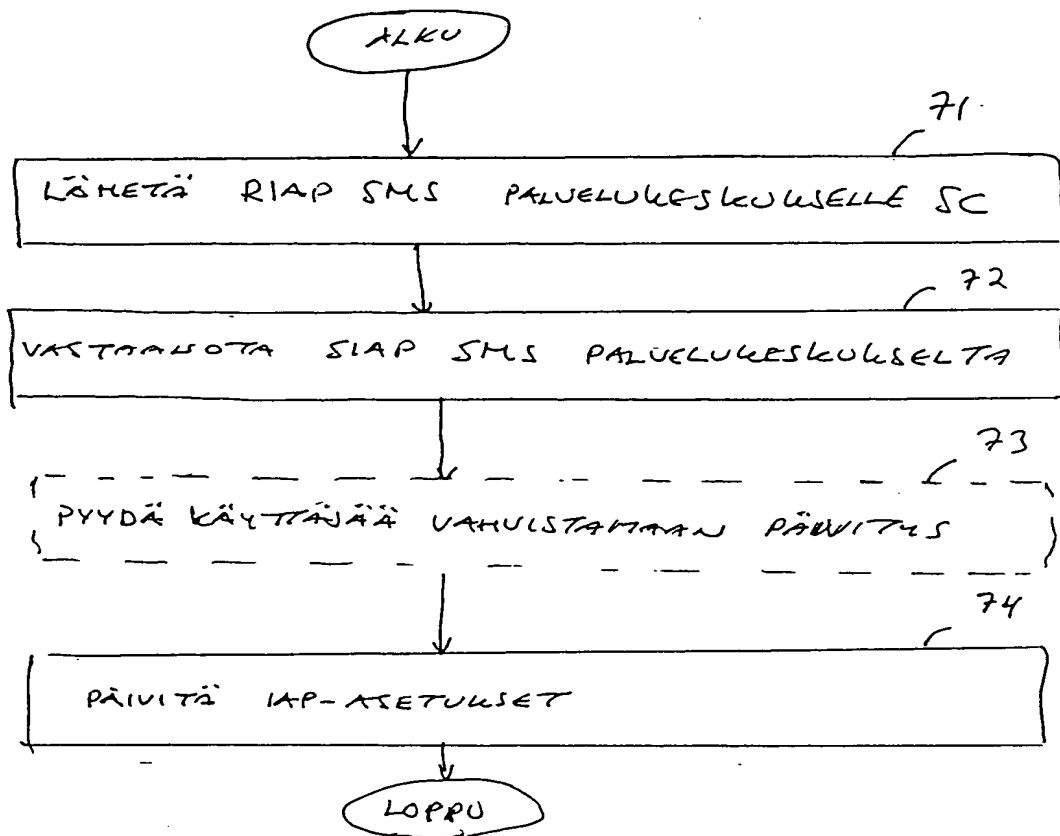 ALKU
71.
LÄHETÄ RIAP SMS PALVELUKESKUKSELLE SC
72
VASTAANOTA SIAP SMS PALVELUKESKUKSELTA
73
PYYDÄ KÄYTTÄJÄÄ VAHVISTAMAAN PÄIVITYS
74
PÄIVITÄ IAP-ASETUKSET
LOPPU